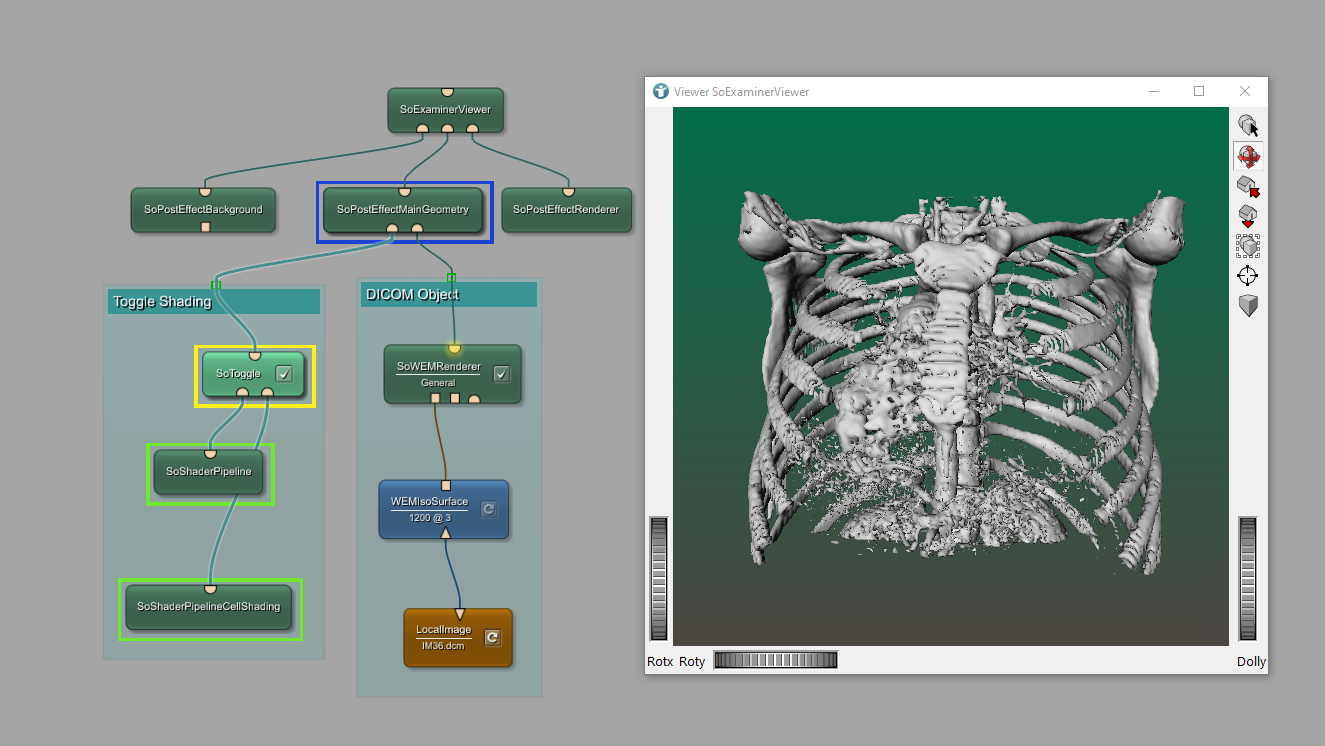 SoExaminerViewer
SoPostEffectBackground
SoPostEffectMainGeometry
SoPostEffectRenderer
Toggle Shading
SoToggle
SoShaderPipeline
SoShaderPipelineCellShading
DICOM Object
SoWEMRenderer
General
WEMIsoSurface
1200 @ 3
LocalImage
IM36.dcm
Viewer SoExaminerViewer
Rotx Roty
Dolly